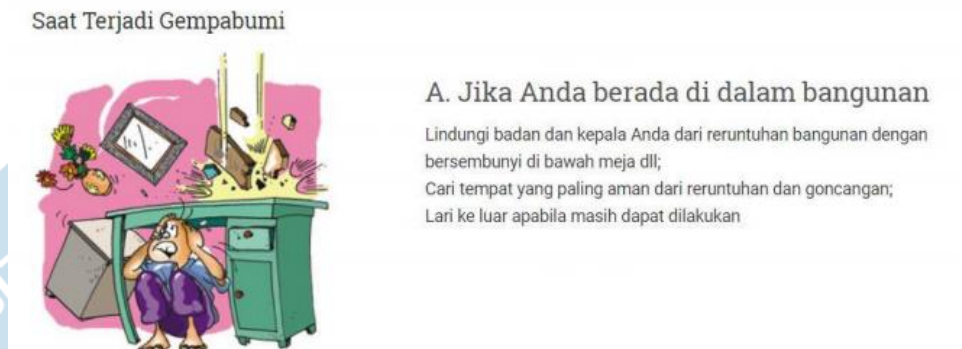 Saat Terjadi Gempabumi
A. Jika Anda berada di dalam bangunan
Lindungi badan dan kepala Anda dari reruntuhan bangunan dengan
bersembunyi di bawah meja dll;
Cari tempat yang paling aman dari reruntuhan dan goncangan;
Lari ke luar apabila masih dapat dilakukan